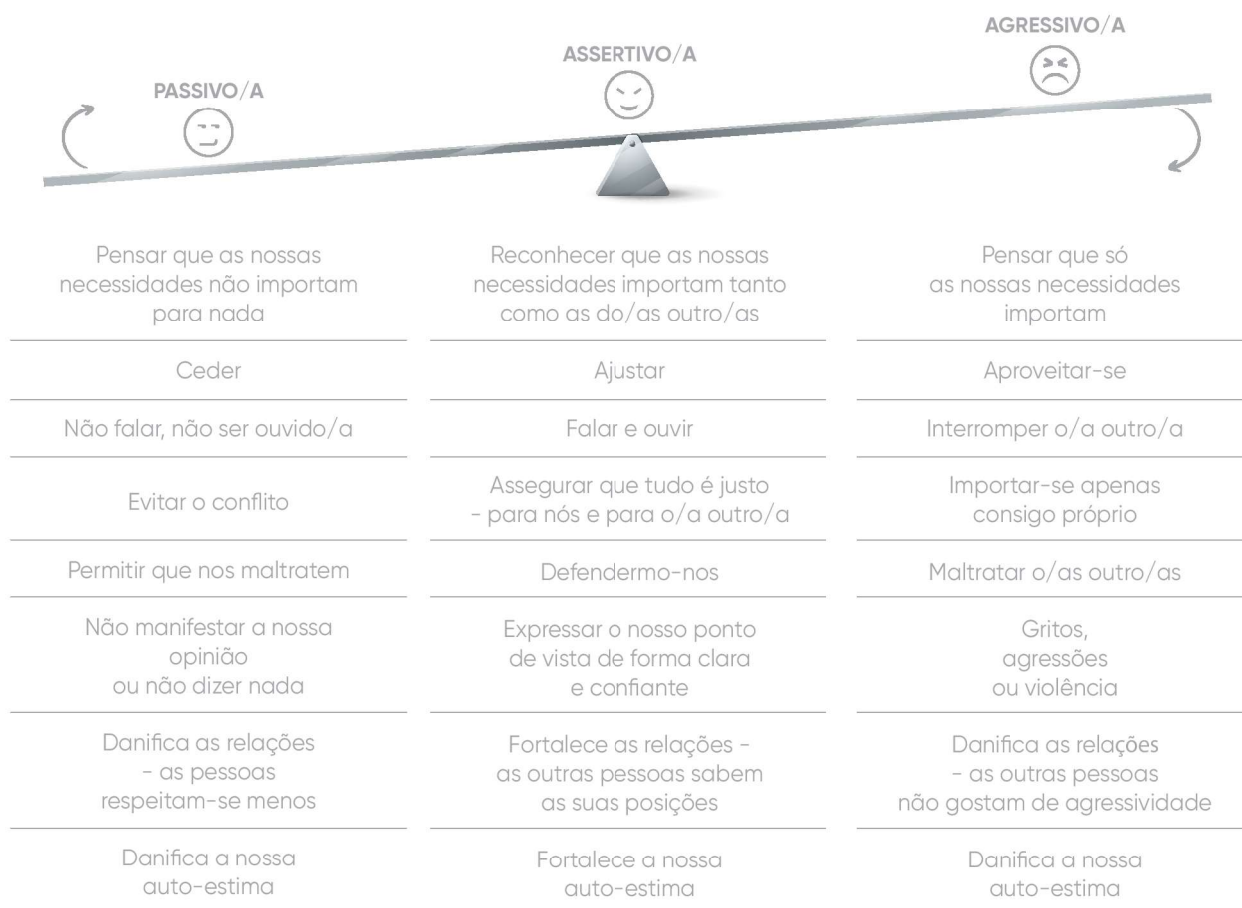 PASSIVO/A
ASSERTIVO/A
AGRESSIVO/A
Pensar que as nossas
necessidades não importam
para nada
Reconhecer que as nossas
necessidades importam tanto
como as do/as outro/as
Pensar que só
as nossas necessidades
importam
Ceder
Ajustar
Aproveitar-se
Não falar, não ser ouvido/a
Falar e ouvir
Interromper o/a outro/a
Evitar o conflito
Assegurar que tudo é justo
- para nós e para o/a outro/a
Importar-se apenas
consigo próprio
Permitir que nos maltratem
Defendermo-nos
Maltratar o/as outro/as
Não manifestar a nossa
opinião
ou não dizer nada
Expressar o nosso ponto
de vista de forma clara
e confiante
Gritos,
agressões
ou violência
Danifica as relações
- as pessoas
respeitam-se menos
Fortalece as relações -
as outras pessoas sabem
as suas posições
Danifica as relações
- as outras pessoas
não gostam de agressividade
Danifica a nossa
auto-estima
Fortalece a nossa
auto-estima
Danifica a nossa
auto-estima